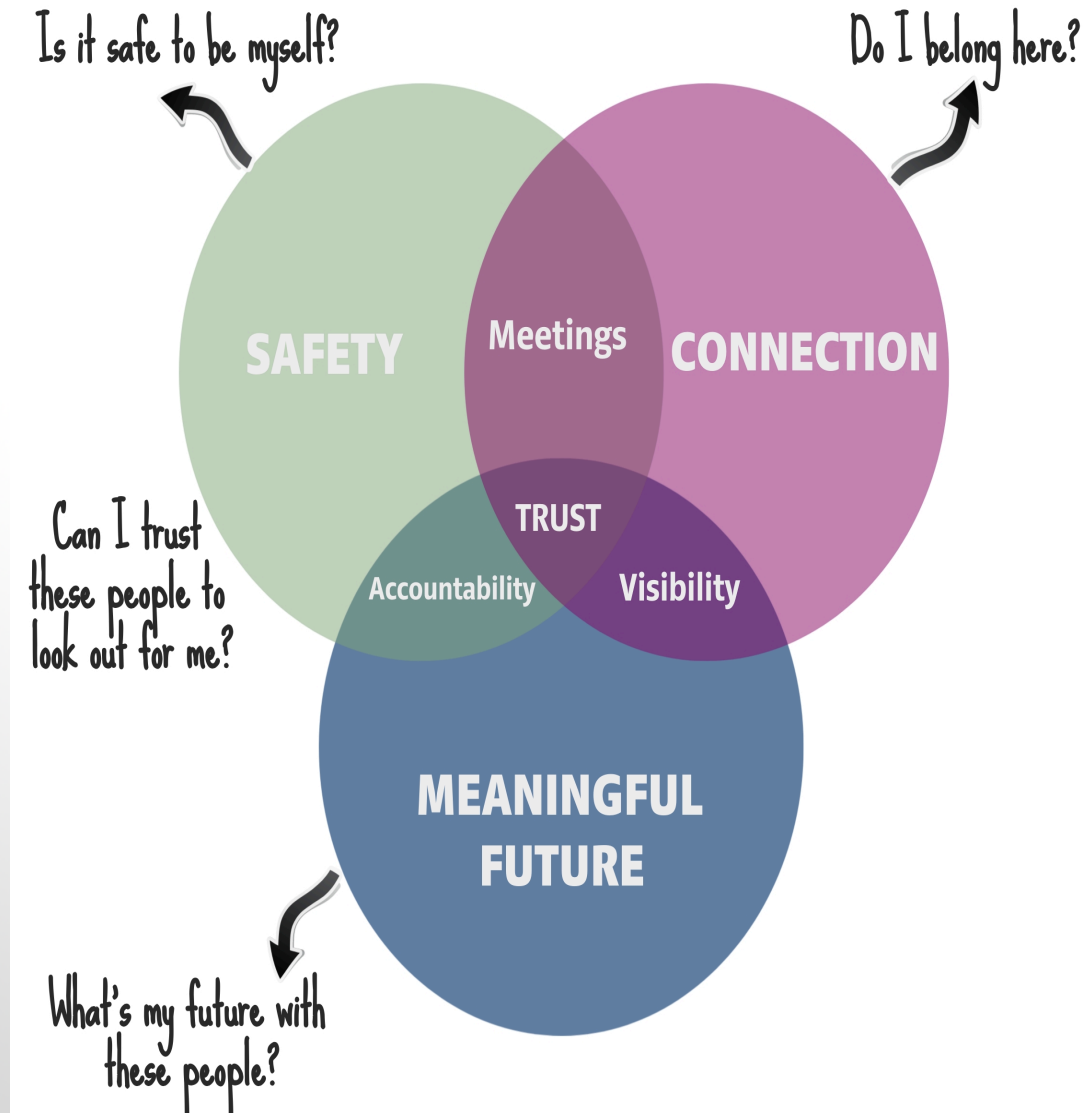 Is it safe to be myself?
Do I belong here?
SAFETY
Meetings
CONNECTION
TRUST
Can I trust
these people to
look out for me?
Accountability
Visibility
MEANINGFUL
FUTURE
What's my future with
these people?